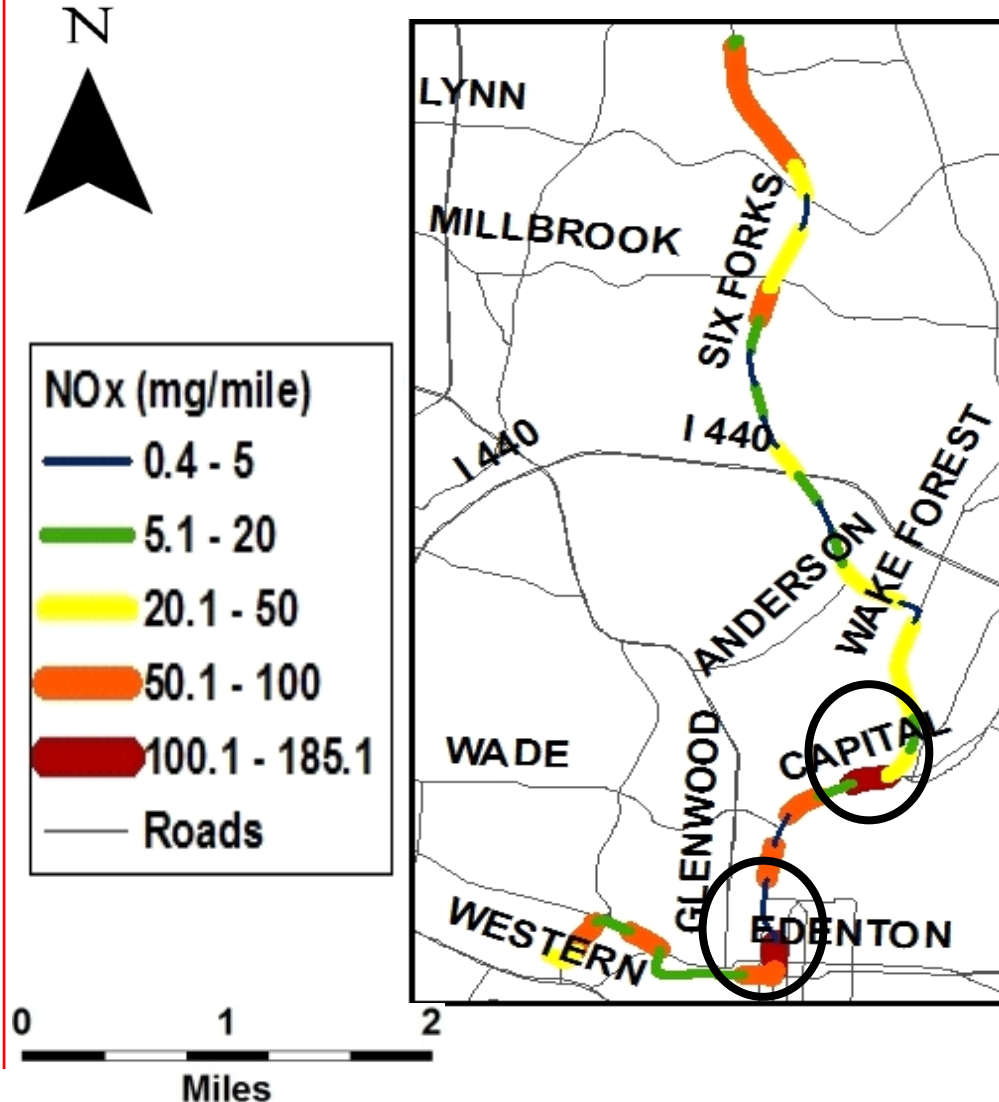 N
LYNN
MILLBROOK
SIX FORKS
NOx (mg/mile)
0.4 - 5
5.1 - 20
20.1 - 50
50.1 - 100
100.1 - 185.1
Roads
I 440
I 440
WAKE FOREST
ANDERSON
CAPITAL
WADE
GLENWOOD
WESTERN
EDENTON
0 1 2
Miles